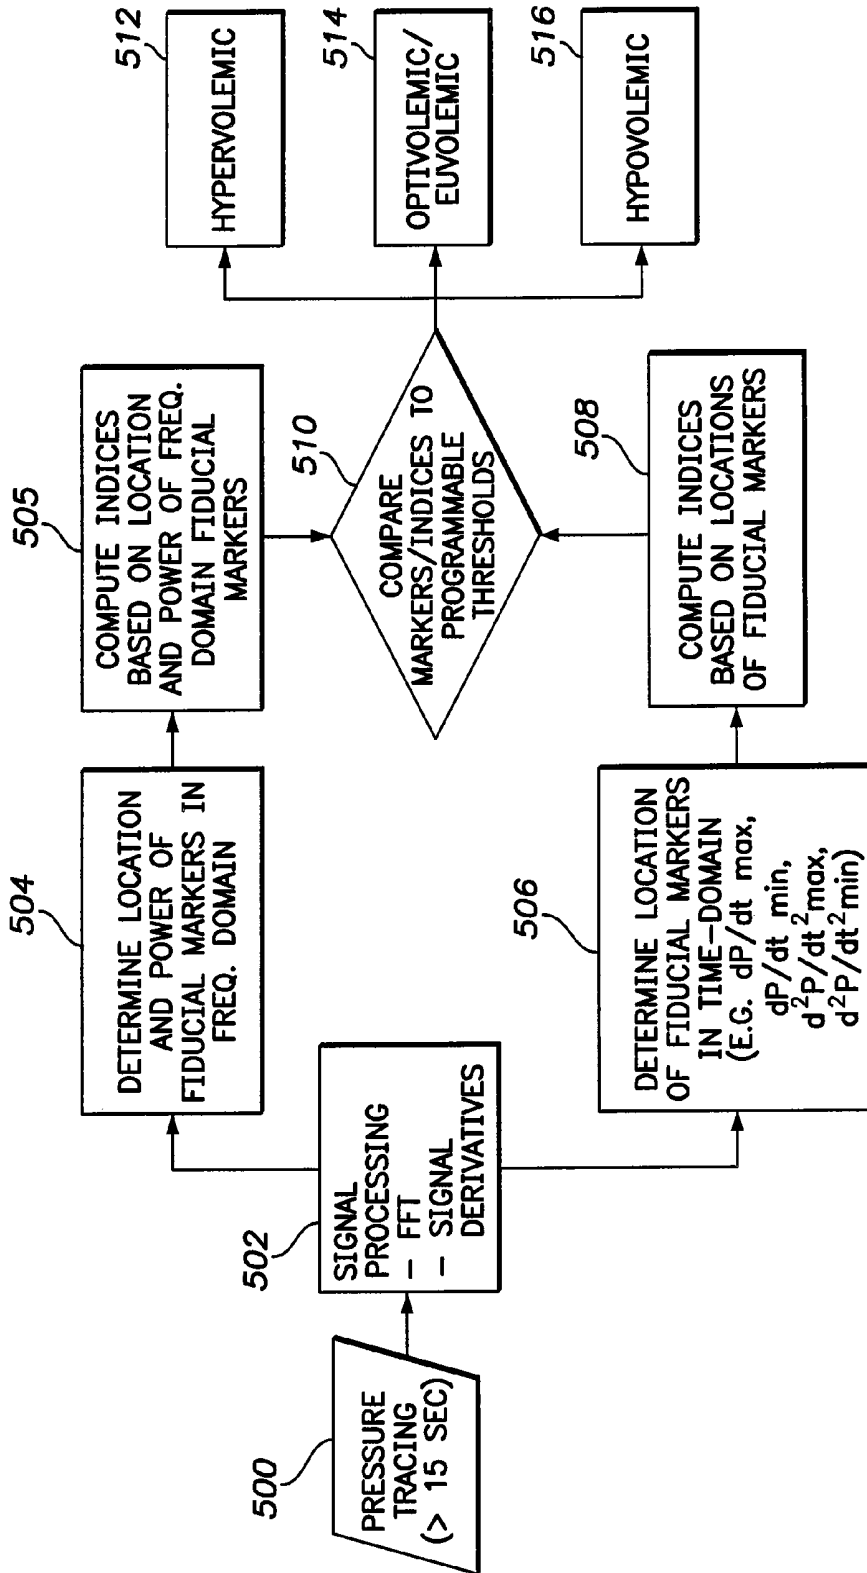 500
PRESSURE
TRACING
(> 15 SEC)
502
SIGNAL
PROCESSING
– FFT
– SIGNAL
DERIVATIVES
504
DETERMINE LOCATION
AND POWER OF
FIDUCIAL MARKERS IN
FREQ. DOMAIN
505
COMPUTE INDICES
BASED ON LOCATION
AND POWER OF FREQ.
DOMAIN FIDUCIAL
MARKERS
506
DETERMINE LOCATION
OF FIDUCIAL MARKERS
IN TIME–DOMAIN
(E.G. dP/dt max,
dP/dt min,
d²P/dt²max,
d²P/dt²min)
508
COMPUTE INDICES
BASED ON LOCATIONS
OF FIDUCIAL MARKERS
510
COMPARE
MARKERS/INDICES TO
PROGRAMMABLE
THRESHOLDS
512
HYPERVOLEMIC
514
OPTIVOLEMIC/
EUVOLEMIC
516
HYPOVOLEMIC